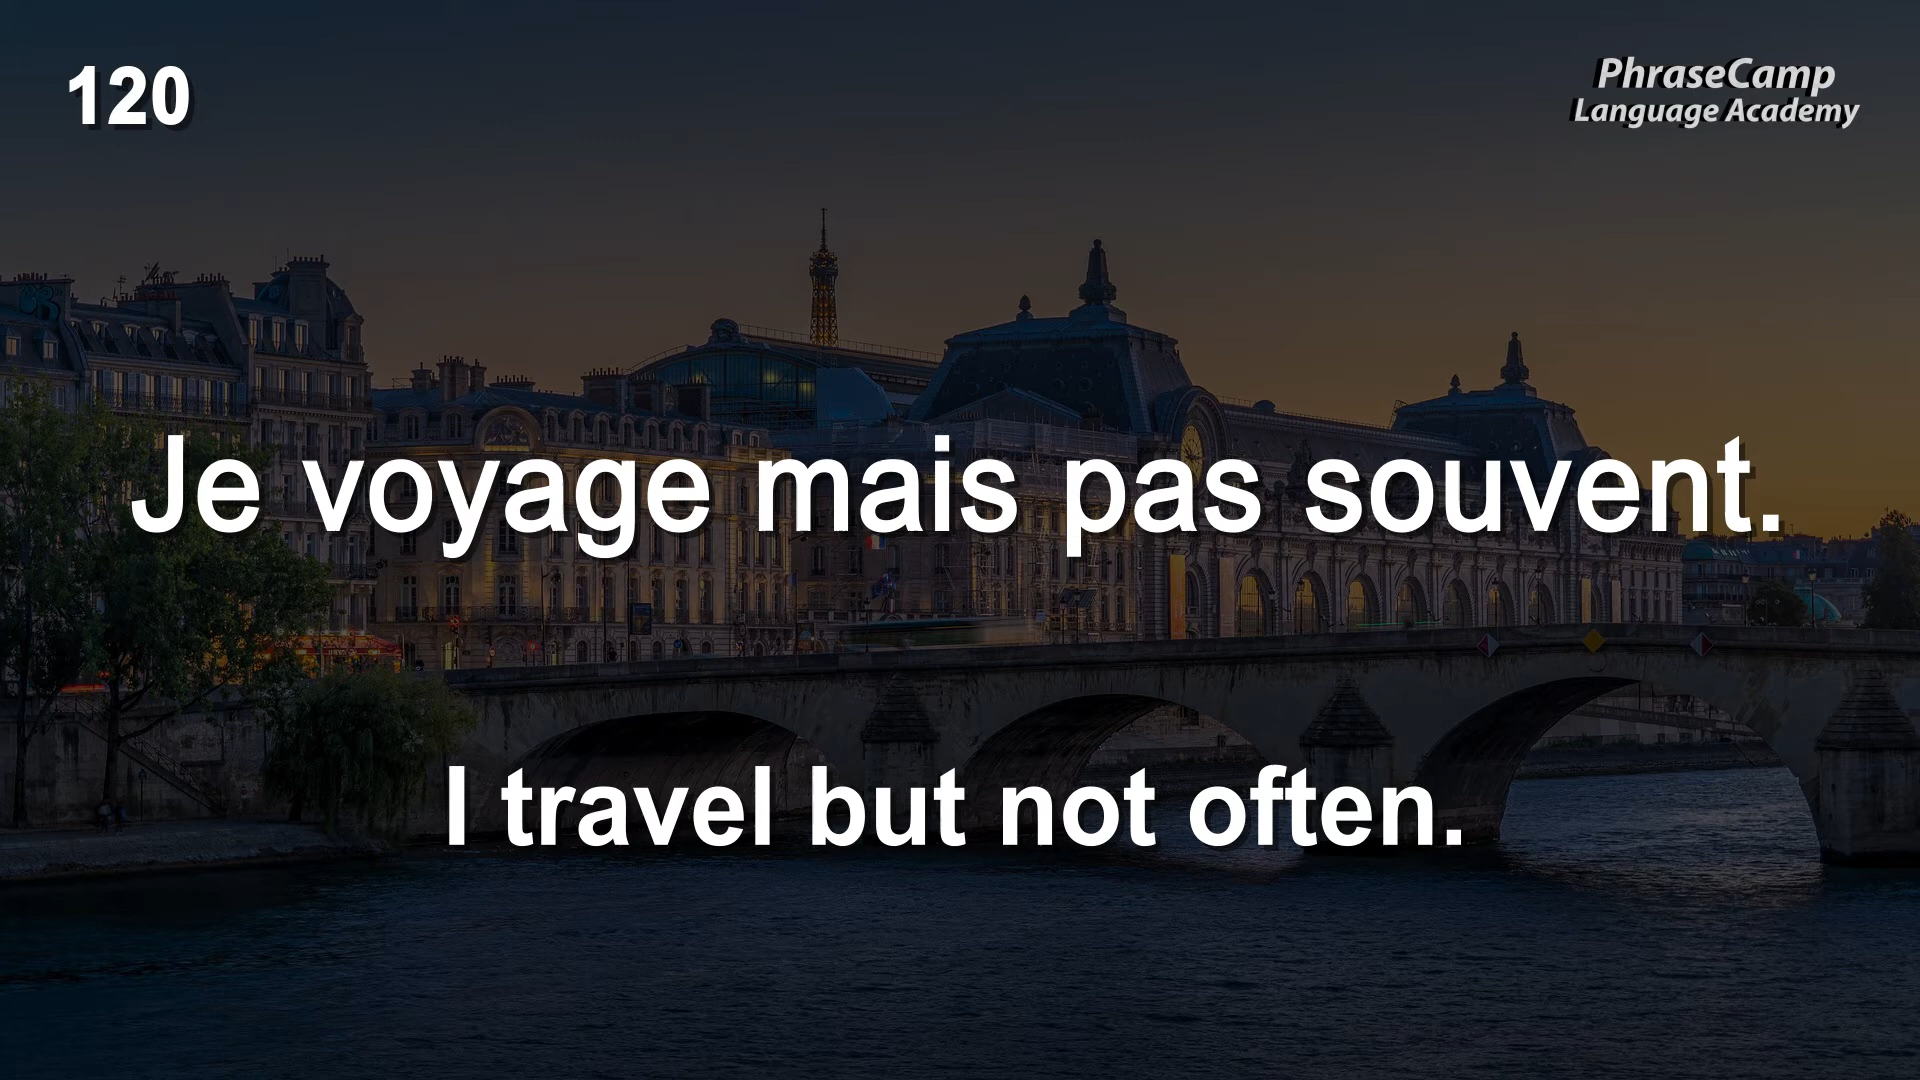 120
PhraseCamp
Language Academy
Je voyage mais pas souvent.
I travel but not often.